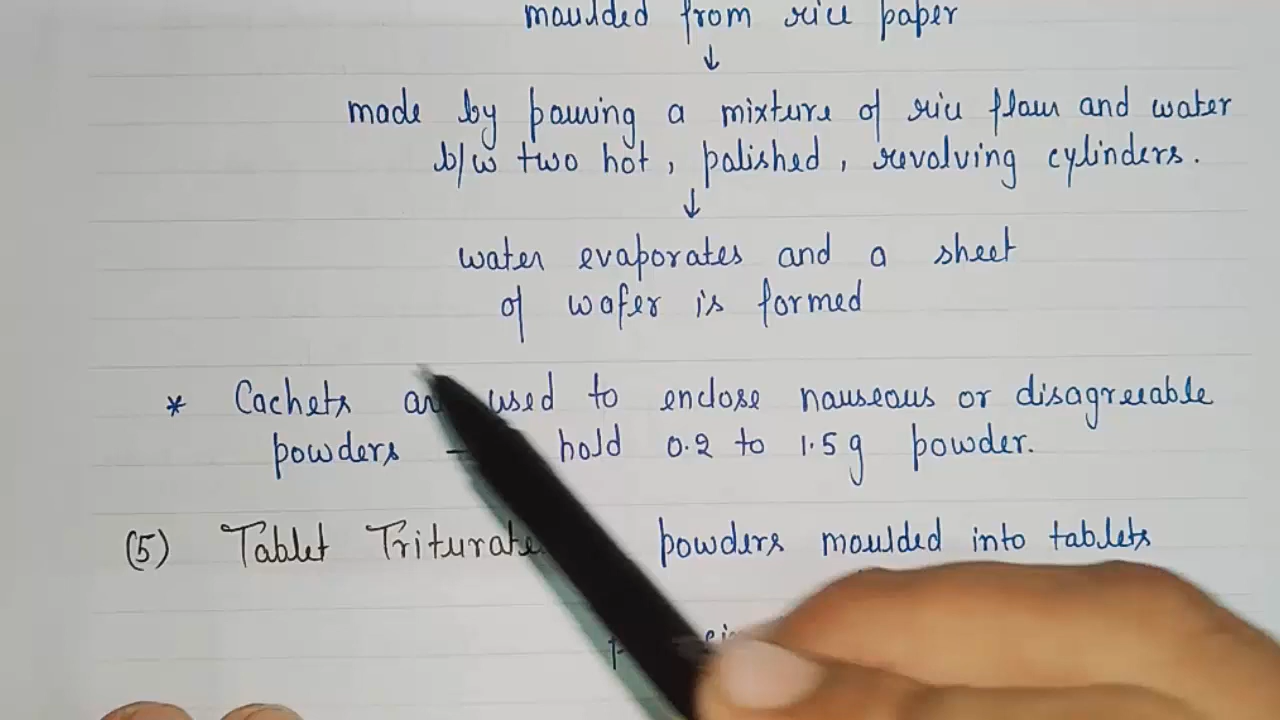 moulded from rice paper
↓
made by pouring a mixture of rice flour and water
b/w two hot, polished, revolving cylinders.
↓
water evaporates and a sheet
of wafer is formed
* Cachets used to enclose nauseous or disagreeable
powders hold 0.2 to 1.5g powder.
(5) Tablet Triturate powders moulded into tablets